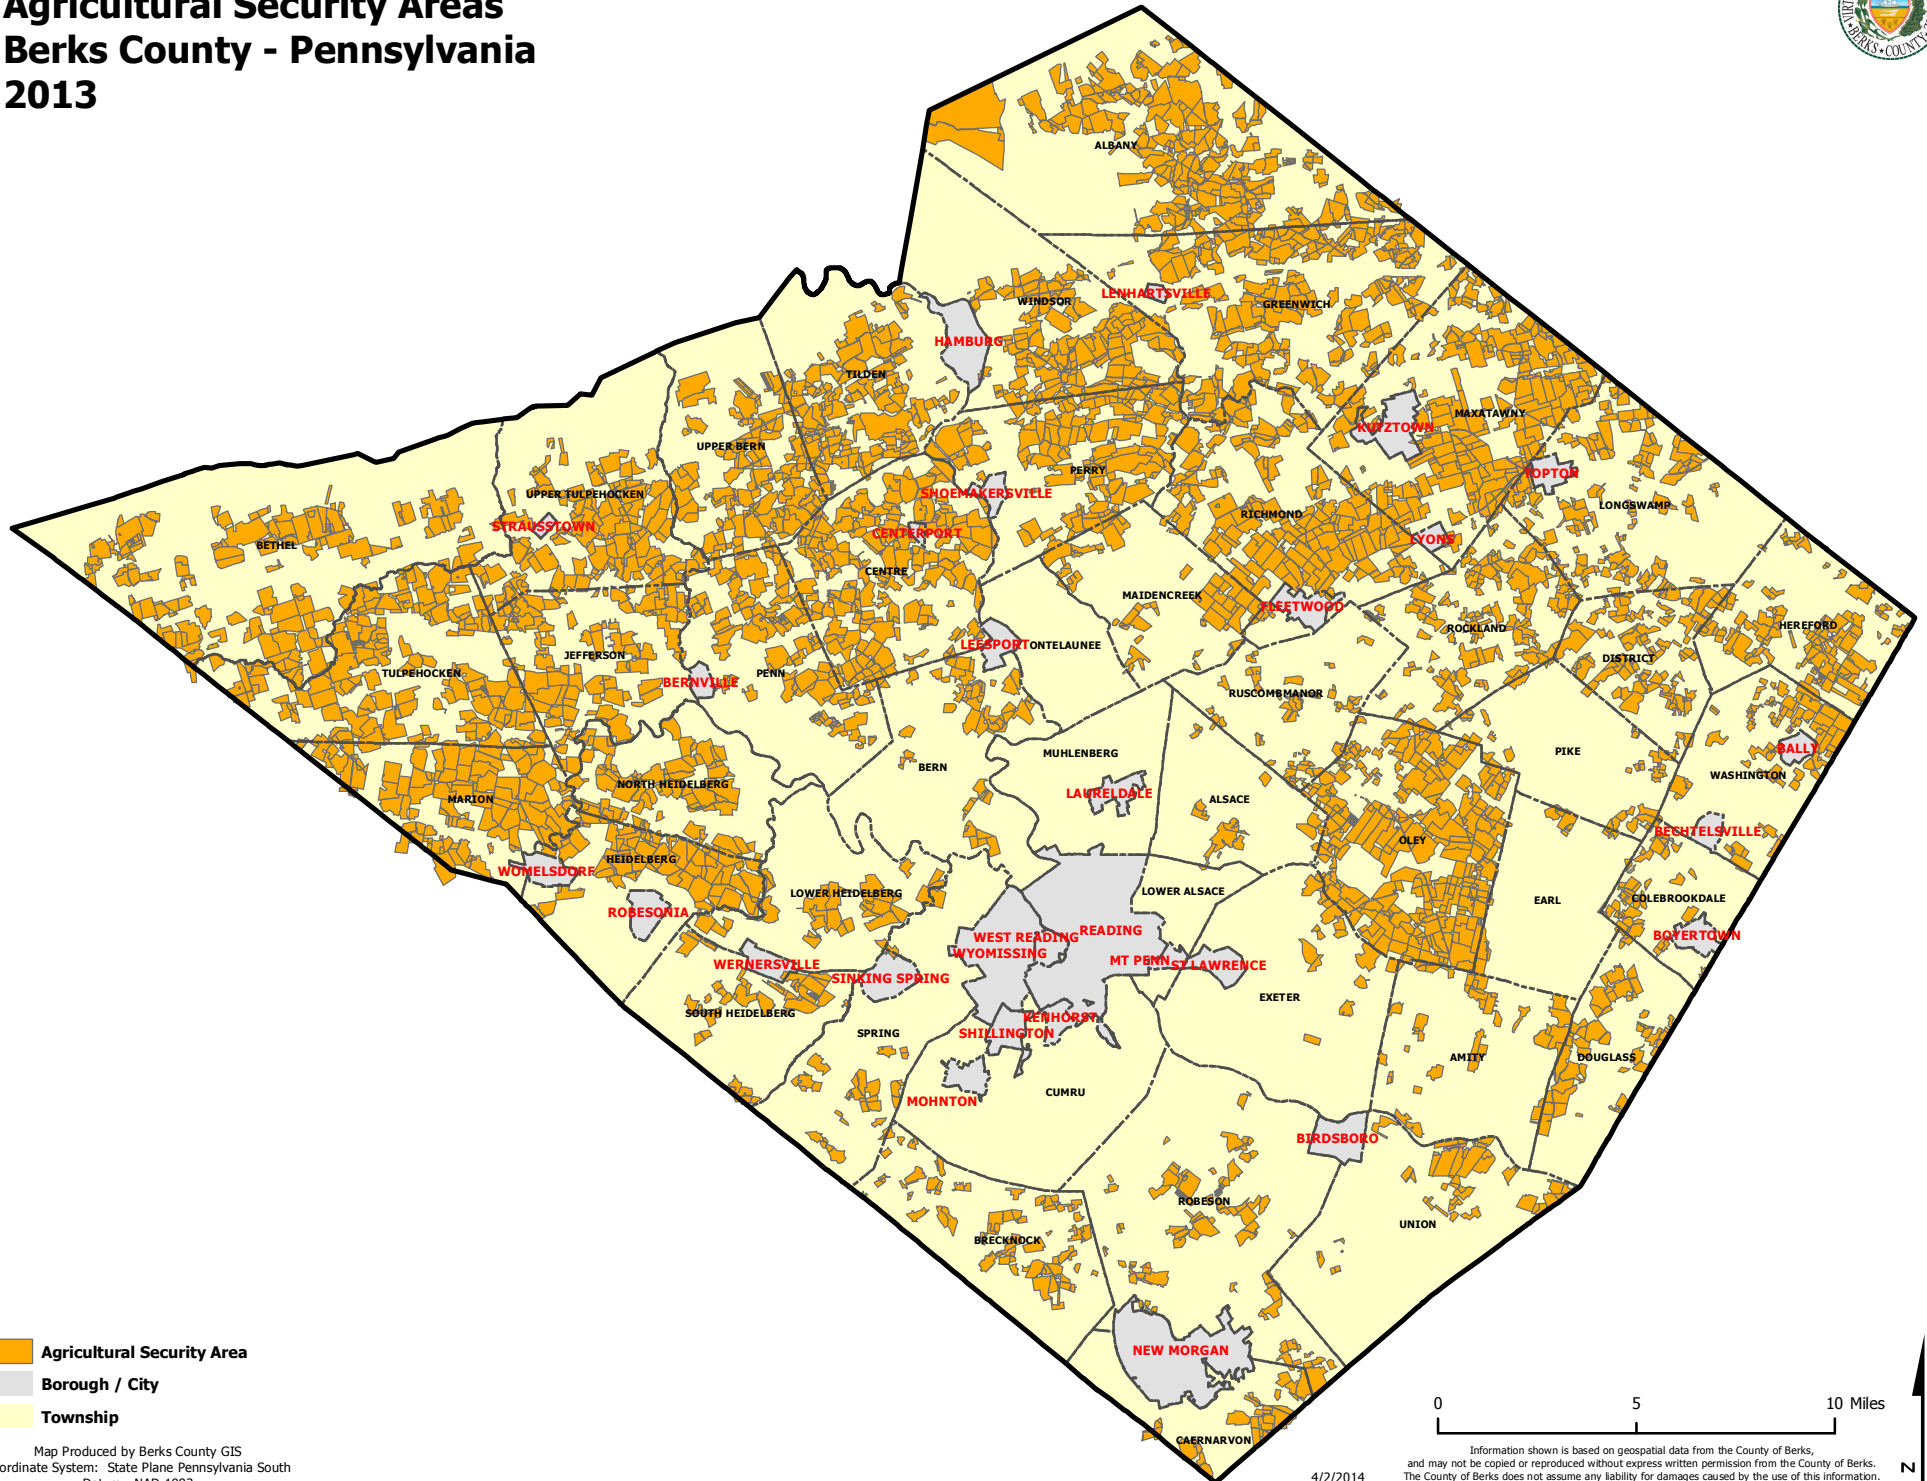 Agricultural Security Areas
Berks County - Pennsylvania
2013
BERKS COUNTY
ALBANY
WINDSOR
LENHARTSVILLE
GREENWICH
HAMBURG
TILDEN
MAXATAWNY
KUTZTOWN
UPPER BERN
PERRY
TOPTON
UPPER TULPEHOCKEN
SHOEMAKERSVILLE
LONGSWAMP
RICHMOND
STRAUSSTOWN
CENTERPORT
LYONS
BETHEL
CENTRE
MAIDENCREEK
FLEETWOOD
HEREFORD
ROCKLAND
LEESPORT
ONTELAUNEE
JEFFERSON
DISTRICT
TULPEHOCKEN
PENN
BERNVILLE
RUSCOMBMANOR
BALLY
PIKE
MUHLENBERG
BERN
WASHINGTON
NORTH HEIDELBERG
LAURELDALE
ALSACE
MARION
BECHTELSVILLE
OLEY
HEIDELBERG
WOMELSDORF
LOWER HEIDELBERG
LOWER ALSACE
EARL
COLEBROOKDALE
ROBESONIA
READING
WEST READING
BOYERTOWN
WYOMISSING
MT PENN
ST LAWRENCE
WERNERSVILLE
SINKING SPRING
EXETER
SOUTH HEIDELBERG
KENHORST
SPRING
SHILLINGTON
AMITY
DOUGLASS
CUMRU
MOHNTON
BIRDSBORO
ROBESON
UNION
BRECKNOCK
NEW MORGAN
CAERNARVON
Agricultural Security Area
Borough / City
Township
Map Produced by Berks County GIS
ordinate System: State Plane Pennsylvania South
0 5 10 Miles
Information shown is based on geospatial data from the County of Berks,
and may not be copied or reproduced without express written permission from the County of Berks.
The County of Berks does not assume any liability for damages caused by the use of this information.
4/2/2014
N